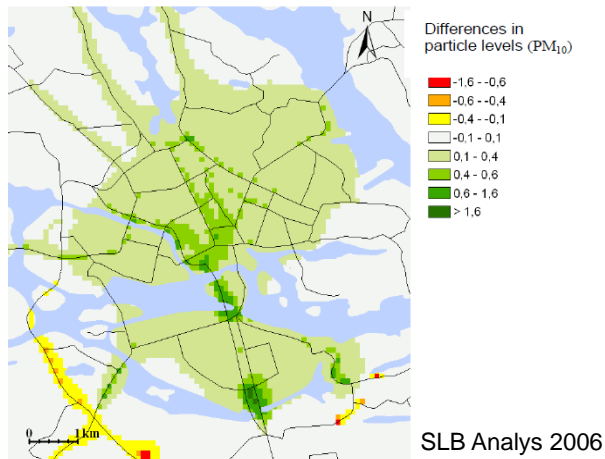 N
Differences in
particle levels (PM₁₀)
-1,6 - -0,6
-0,6 - -0,4
-0,4 - -0,1
-0,1 - 0,1
0,1 - 0,4
0,4 - 0,6
0,6 - 1,6
> 1,6
0 1 km
SLB Analys 2006